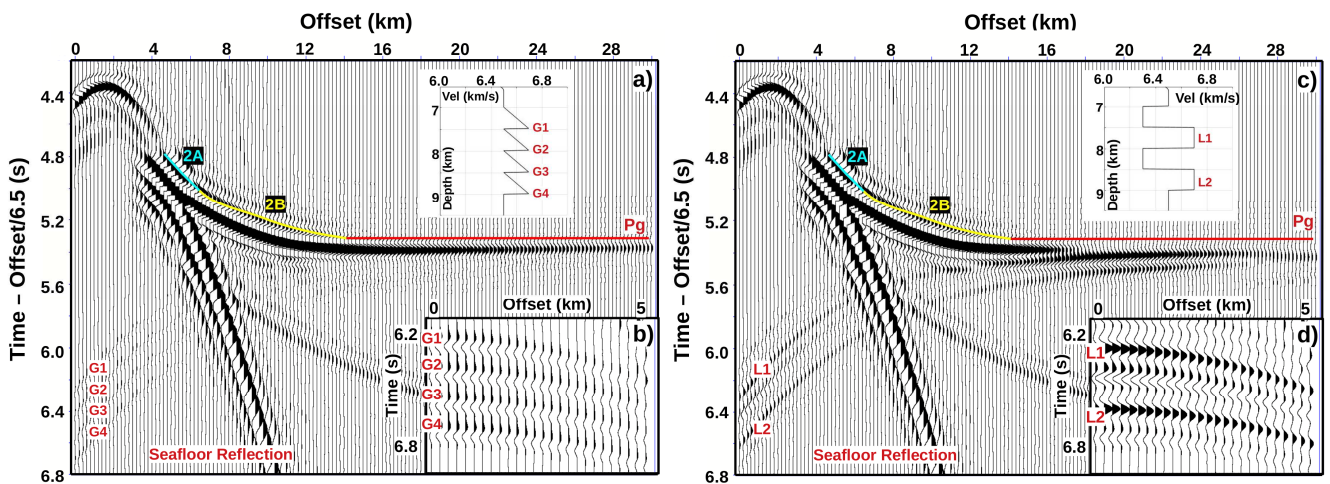 Offset (km)
0 4 8 12 16 20 24 28
Time – Offset/6.5 (s)
4.4
4.8
5.2
5.6
6.0
6.4
6.8
a)
6.0 6.4 6.8
Vel (km/s)
Depth (km)
7
8
9
G1
G2
G3
G4
2A
2B
Pg
G1
G2
G3
G4
Seafloor Reflection
Offset (km)
0 5
b)
Time (s)
6.2
6.8
G1
G2
G3
G4
Offset (km)
0 4 8 12 16 20 24 28
Time – Offset/6.5 (s)
4.4
4.8
5.2
5.6
6.0
6.4
6.8
c)
6.0 6.4 6.8
Vel (km/s)
Depth (km)
7
8
9
L1
L2
2A
2B
Pg
L1
L2
Seafloor Reflection
Offset (km)
0 5
d)
Time (s)
6.2
6.8
L1
L2